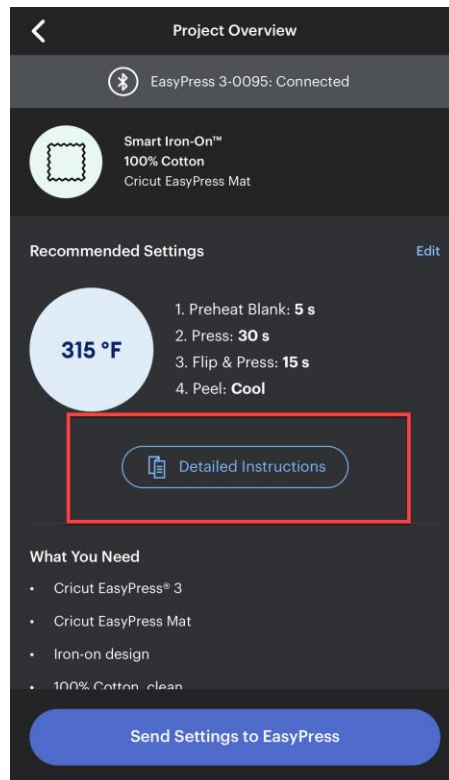 Project Overview
EasyPress 3-0095: Connected
Smart Iron-On™
100% Cotton
Cricut EasyPress Mat
Recommended Settings
Edit
315 °F
1. Preheat Blank: 5 s
2. Press: 30 s
3. Flip & Press: 15 s
4. Peel: Cool
Detailed Instructions
What You Need
• Cricut EasyPress® 3
• Cricut EasyPress Mat
• Iron-on design
• 100% Cotton, clean
Send Settings to EasyPress